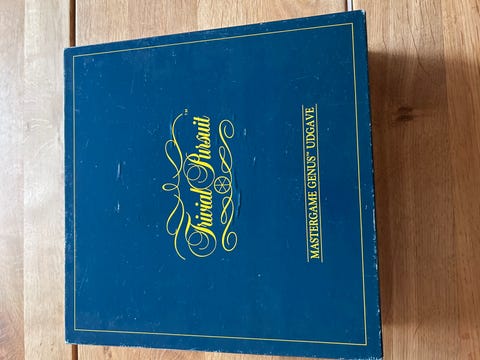 Trivial Pursuit™
MASTERGAME GENUS™ UDGAVE